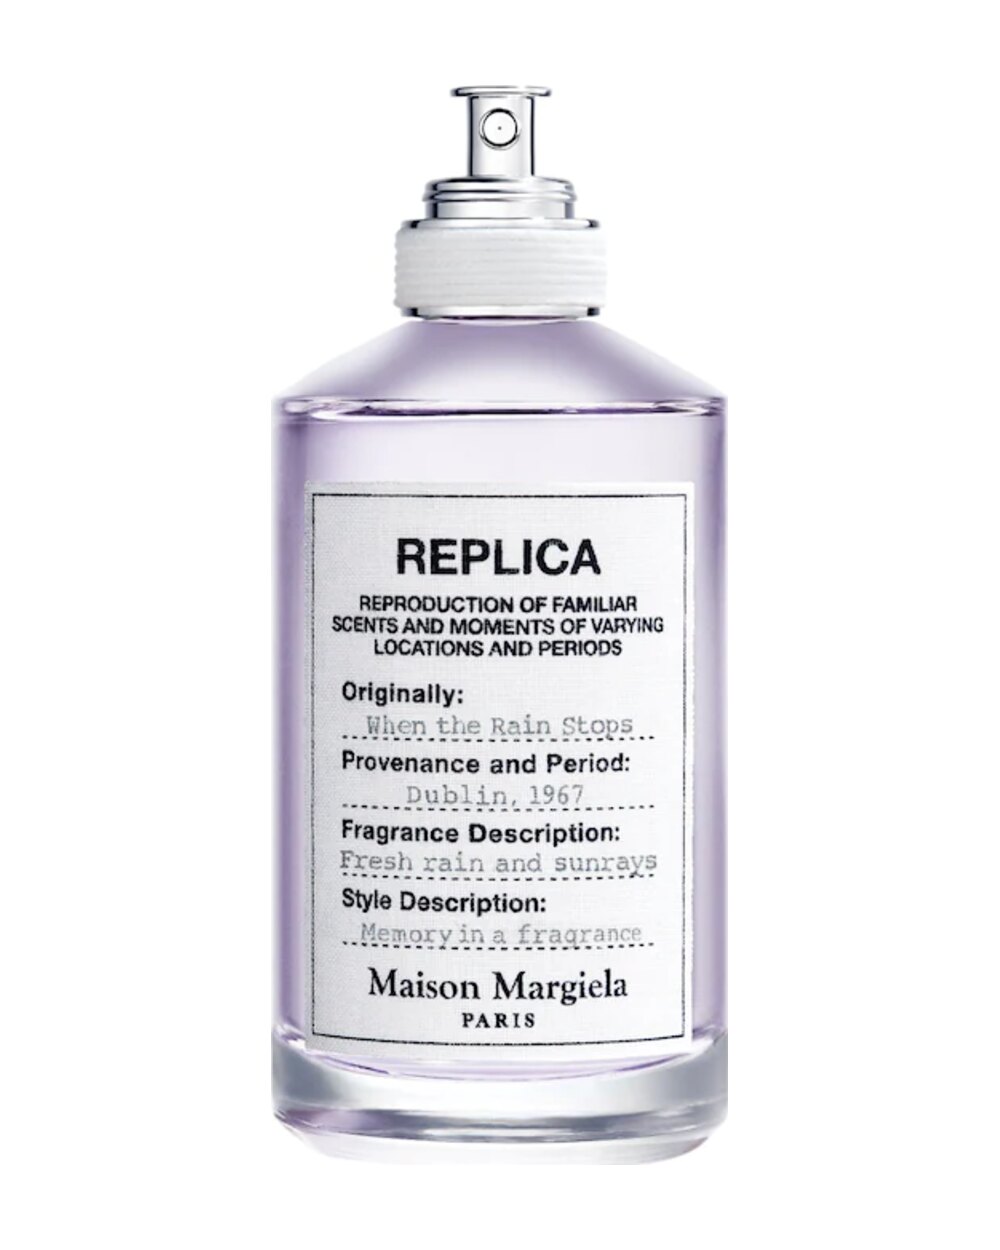 REPLICA
REPRODUCTION OF FAMILIAR
SCENTS AND MOMENTS OF VARYING
LOCATIONS AND PERIODS
Originally:
When the Rain Stops
Provenance and Period:
Dublin, 1967
Fragrance Description:
Fresh rain and sunrays
Style Description:
Memory in a fragrance
Maison Margiela
PARIS